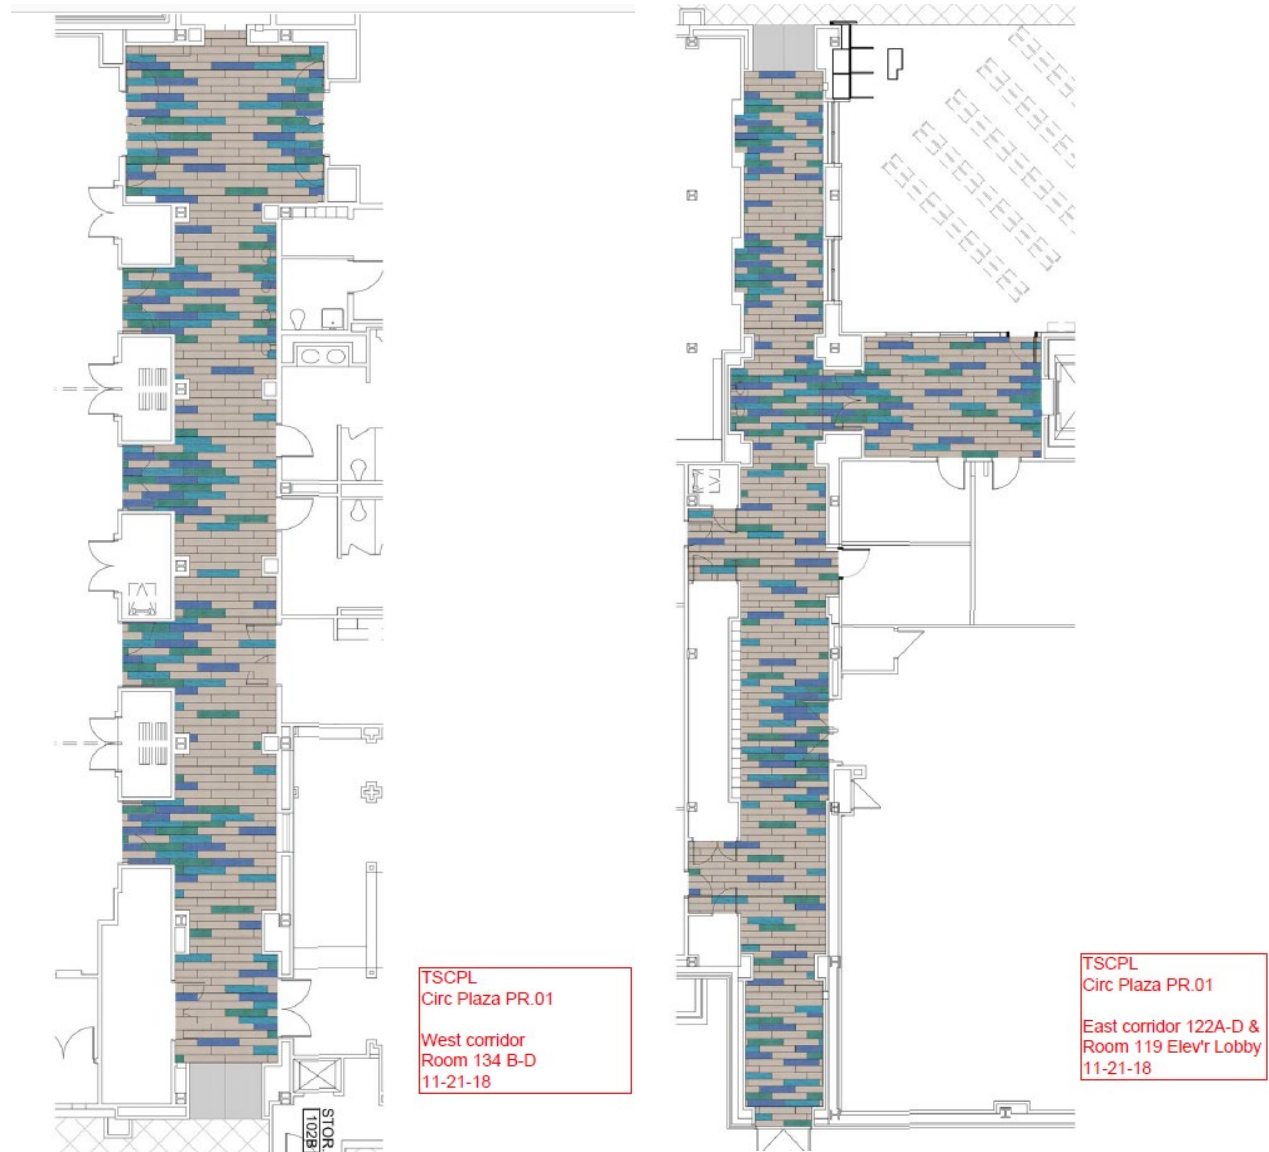 TSCPL
Circ Plaza PR.01
West corridor
Room 134 B-D
11-21-18
STOR.
102B
TSCPL
Circ Plaza PR.01
East corridor 122A-D &
Room 119 Elev'r Lobby
11-21-18